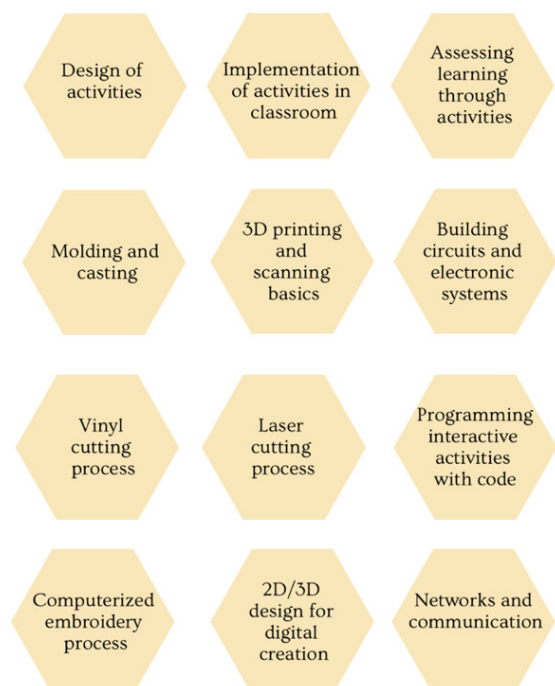 Design of
activities
Implementation
of activities in
classroom
Assessing
learning
through
activities
Molding and
casting
3D printing
and
scanning
basics
Building
circuits and
electronic
systems
Vinyl
cutting
process
Laser
cutting
process
Programming
interactive
activities
with code
Computerized
embroidery
process
2D/3D
design for
digital
creation
Networks and
communication